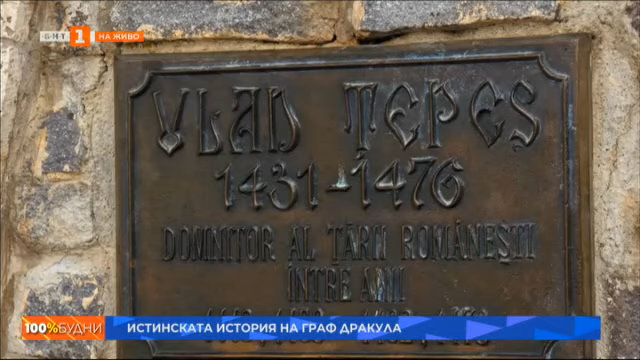 БНТ 1 НА ЖИВО
VLAD TEPEȘ
1431-1476
DOMNITOR AL ȚĂRII ROMÂNEȘTI
ÎNTRE ANII
100% БУДНИ
ИСТИНСКАТА ИСТОРИЯ НА ГРАФ ДРАКУЛА